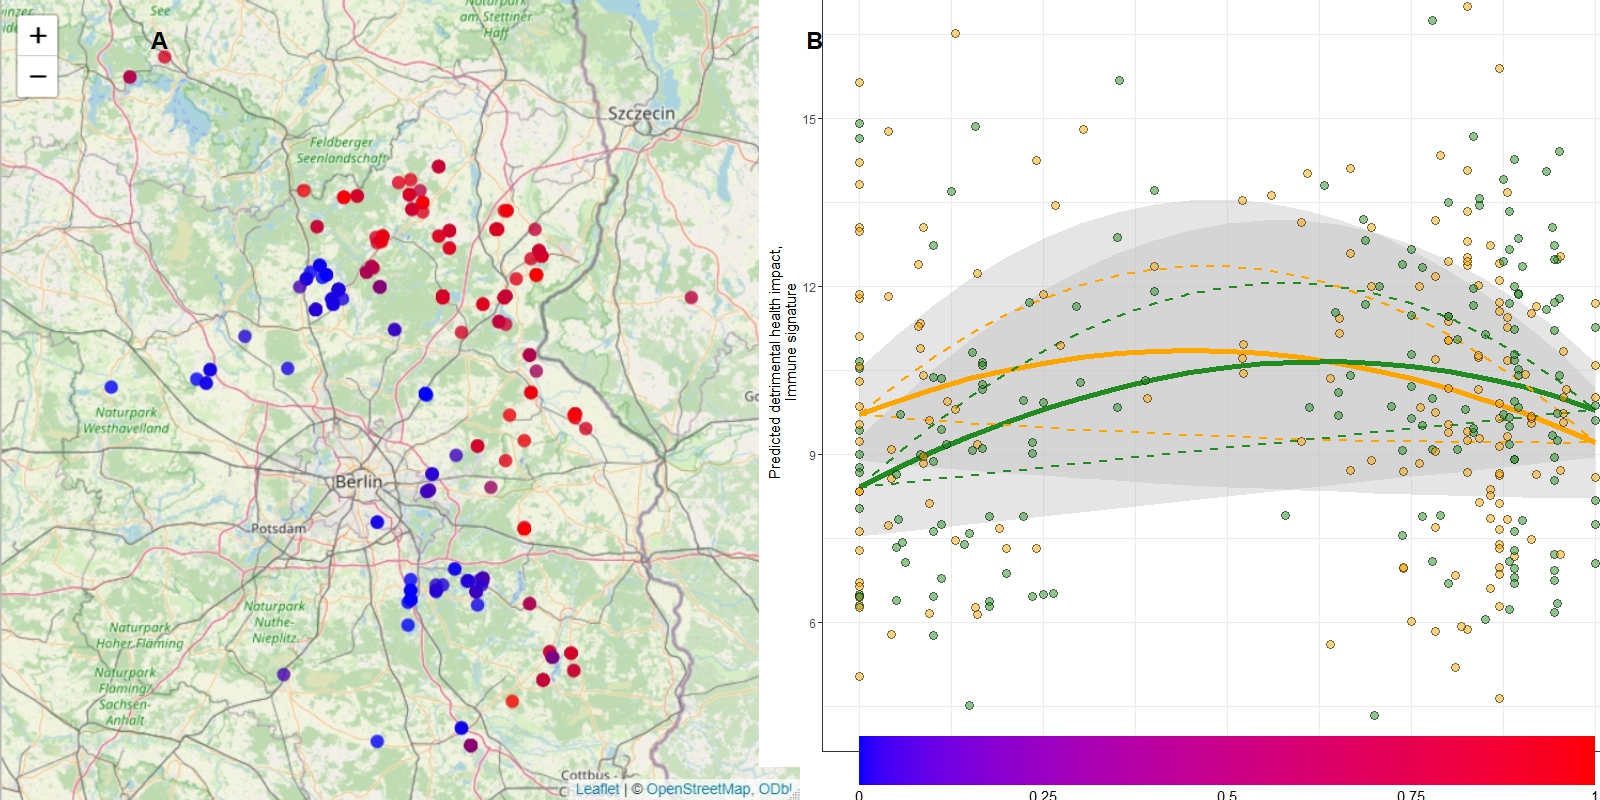 See
Naturpark
am Stettiner
Haff
+
−
A
Szczecin
Feldberger
Seenlandschaft
Naturpark
Westhavelland
Berlin
Potsdam
Naturpark
Nuthe-
Nieplitz
Naturpark
Hoher Fläming
Naturpark
Fläming/
Sachsen-
Anhalt
Cottbus -
Leaflet | © OpenStreetMap, ODbl
B
Predicted detrimental health impact,
Immune signature
15
12
9
6
0
0.25
0.5
0.75
1